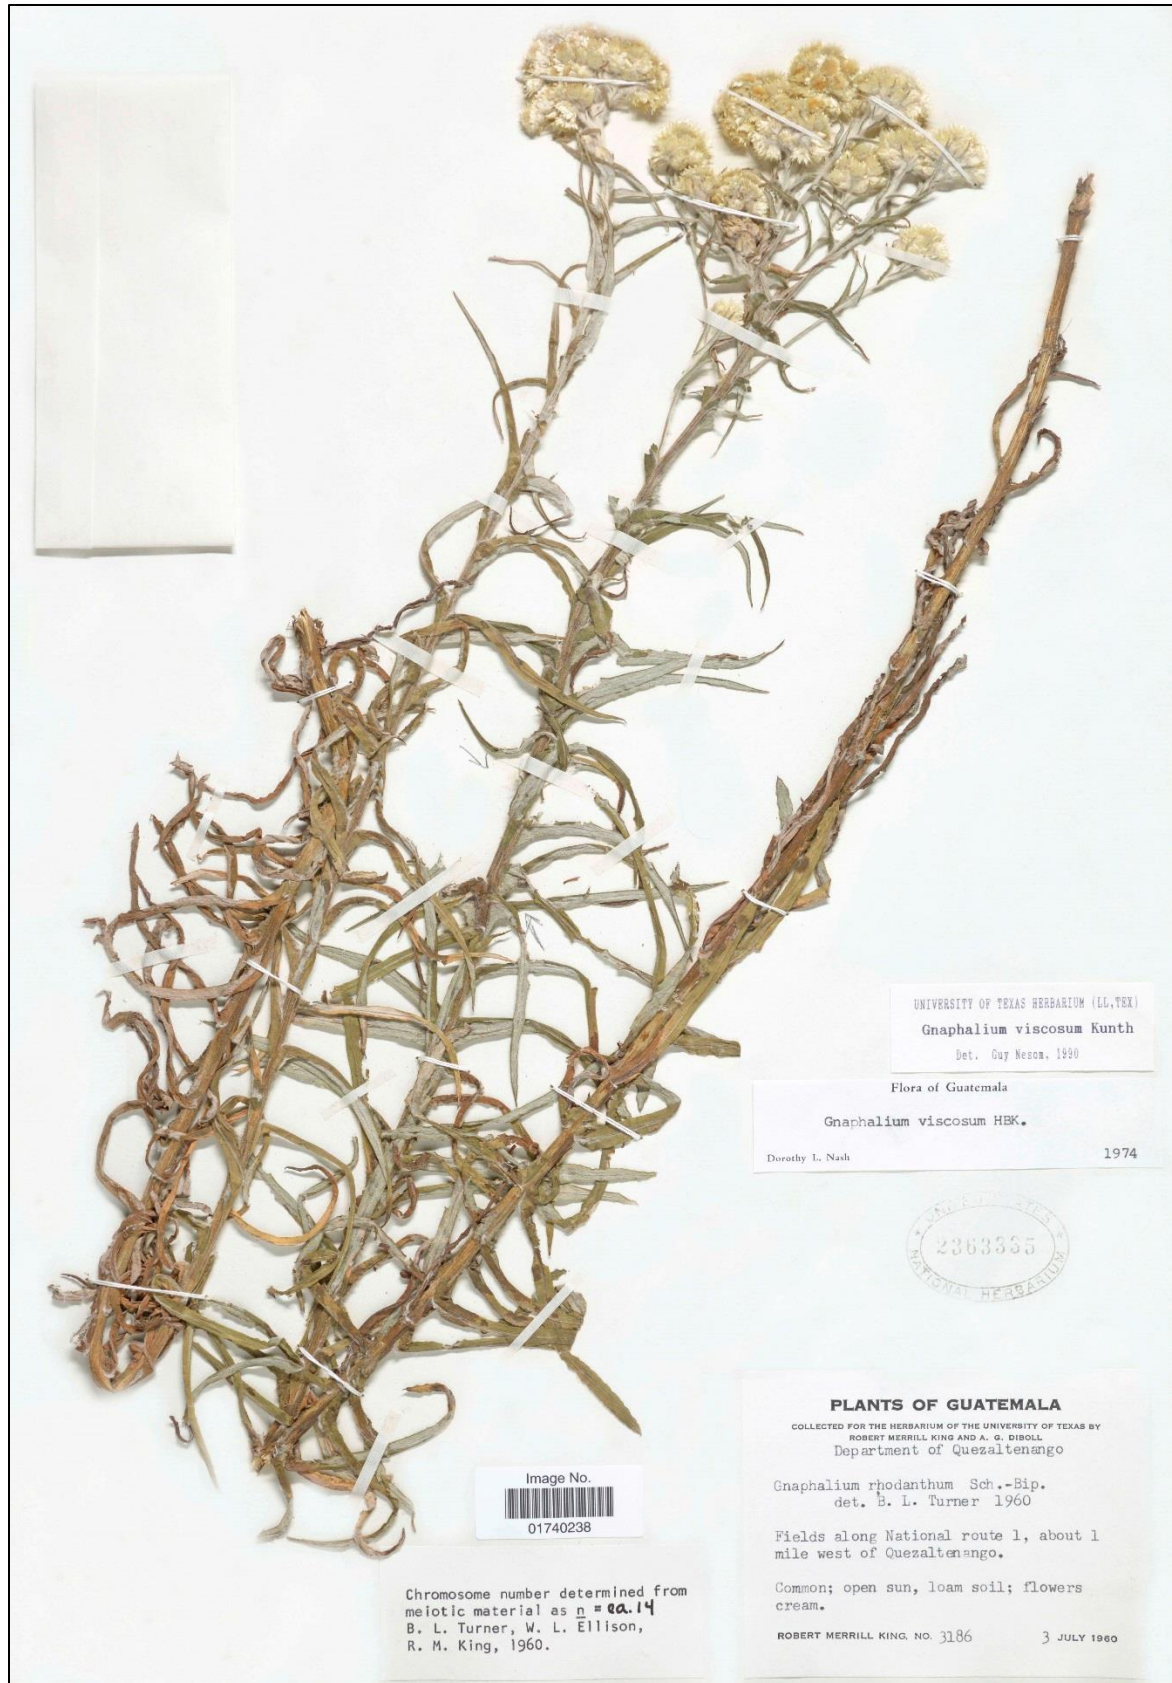 UNIVERSITY OF TEXAS HERBARIUM (LL,TEX)
Gnaphalium viscosum Kunth
Det. Guy Nesom, 1990
Flora of Guatemala
Gnaphalium viscosum HBK.
Dorothy L. Nash 1974
UNITED STATES
2363335
NATIONAL HERBARIUM
PLANTS OF GUATEMALA
COLLECTED FOR THE HERBARIUM OF THE UNIVERSITY OF TEXAS BY
ROBERT MERRILL KING AND A. G. DIBOLL
Department of Quezaltenango
Gnaphalium rhodanthum Sch.-Bip.
det. B. L. Turner 1960
Fields along National route 1, about 1
mile west of Quezaltenango.
Common; open sun, loam soil; flowers
cream.
ROBERT MERRILL KING, NO. 3186 3 JULY 1960
Image No.
01740238
Chromosome number determined from
meiotic material as n = ca. 14
B. L. Turner, W. L. Ellison,
R. M. King, 1960.